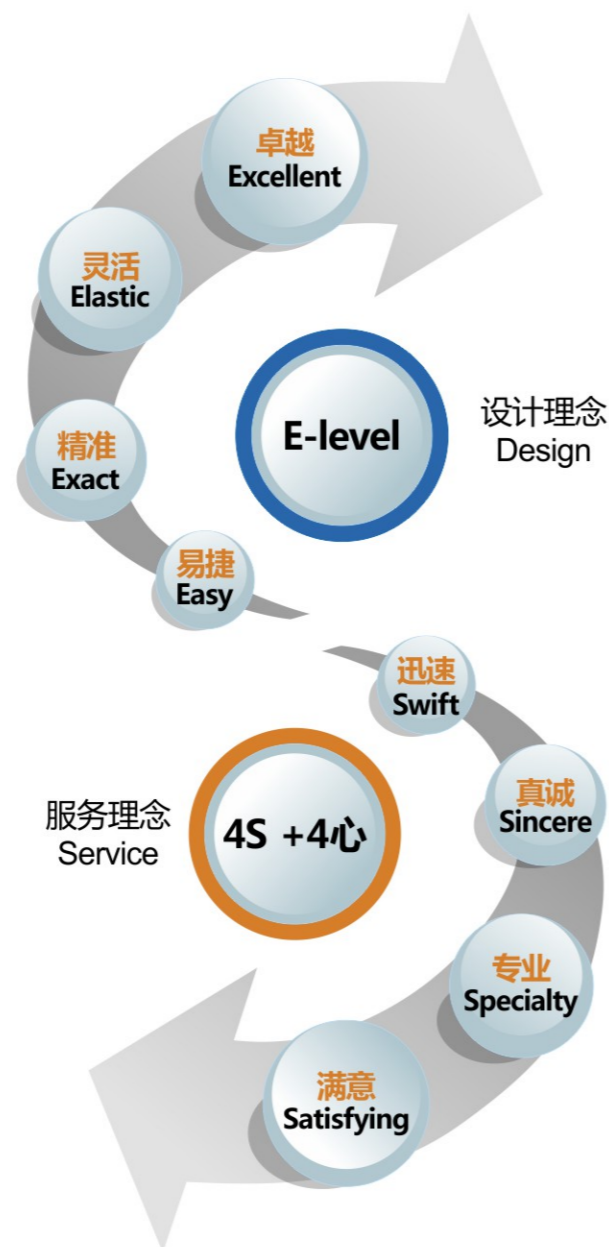 卓越
Excellent
灵活
Elastic
精准
Exact
易捷
Easy
E-level
设计理念
Design
迅速
Swift
真诚
Sincere
专业
Specialty
满意
Satisfying
4S +4心
服务理念
Service